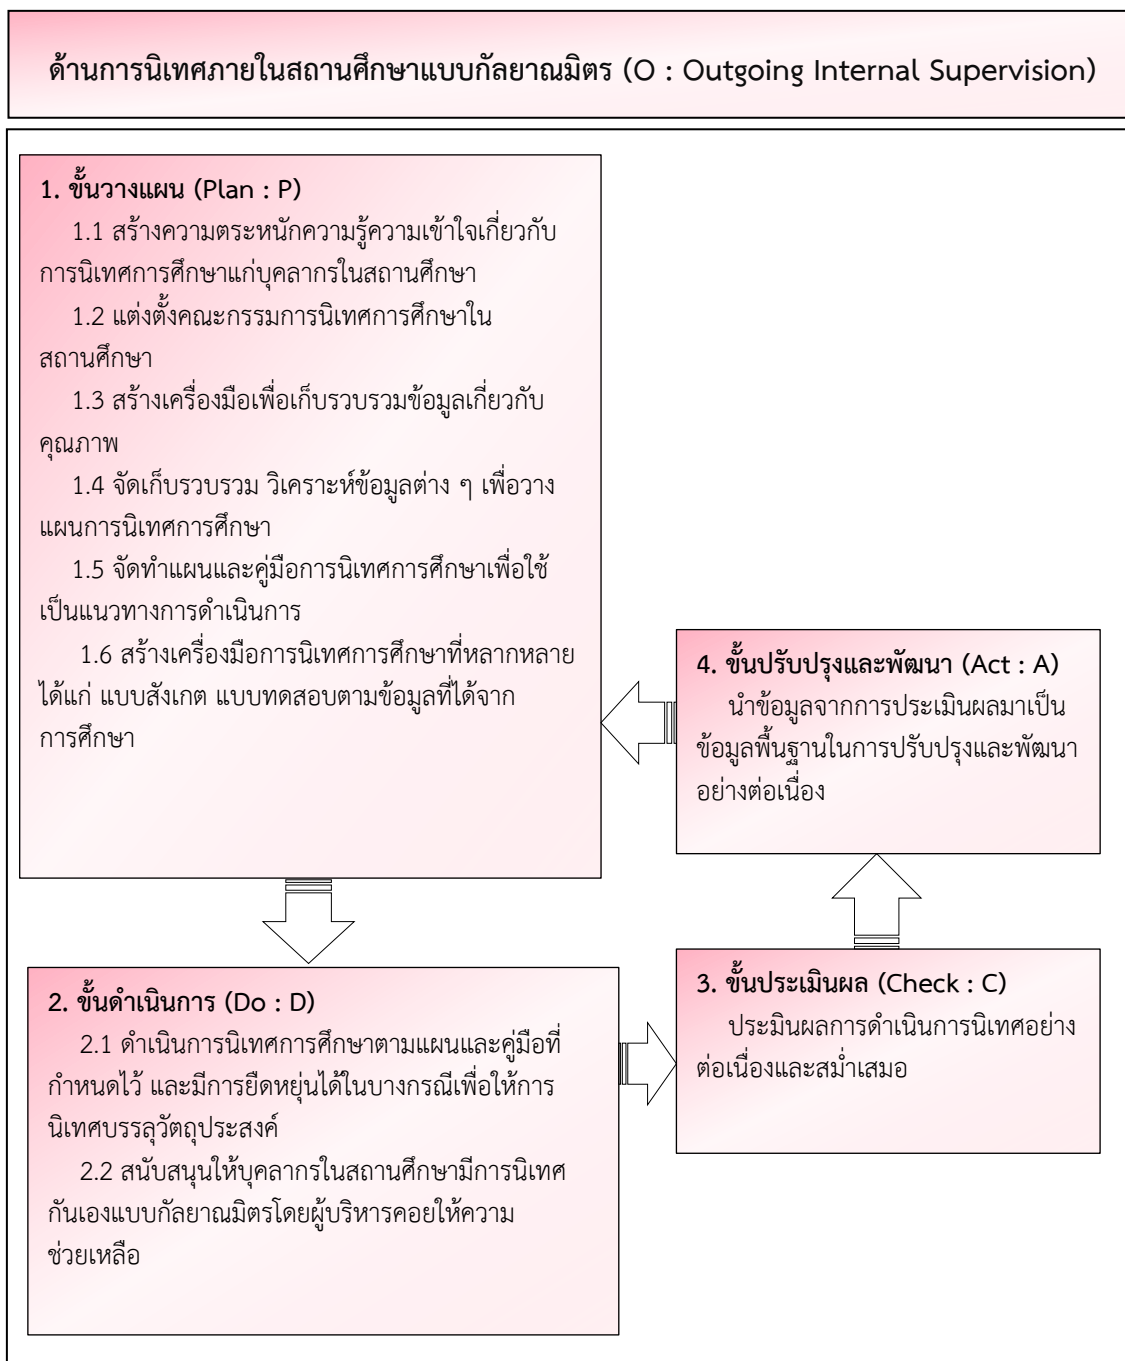 ด้านการนิเทศภายในสถานศึกษาแบบกัลยาณมิตร (O : Outgoing Internal Supervision)
1. ขั้นวางแผน (Plan : P)
1.1 สร้างความตระหนักความรู้ความเข้าใจเกี่ยวกับ
การนิเทศการศึกษาแก่บุคลากรในสถานศึกษา
1.2 แต่งตั้งคณะกรรมการนิเทศการศึกษาใน
สถานศึกษา
1.3 สร้างเครื่องมือเพื่อเก็บรวบรวมข้อมูลเกี่ยวกับ
คุณภาพ
1.4 จัดเก็บรวบรวม วิเคราะห์ข้อมูลต่าง ๆ เพื่อวาง
แผนการนิเทศการศึกษา
1.5 จัดทำแผนและคู่มือการนิเทศการศึกษาเพื่อใช้
เป็นแนวทางการดำเนินการ
1.6 สร้างเครื่องมือการนิเทศการศึกษาที่หลากหลาย
ได้แก่ แบบสังเกต แบบทดสอบตามข้อมูลที่ได้จาก
การศึกษา
2. ขั้นดำเนินการ (Do : D)
2.1 ดำเนินการนิเทศการศึกษาตามแผนและคู่มือที่
กำหนดไว้ และมีการยืดหยุ่นได้ในบางกรณีเพื่อให้การ
นิเทศบรรลุวัตถุประสงค์
2.2 สนับสนุนให้บุคลากรในสถานศึกษามีการนิเทศ
กันเองแบบกัลยาณมิตรโดยผู้บริหารคอยให้ความ
ช่วยเหลือ
3. ขั้นประเมินผล (Check : C)
ประมินผลการดำเนินการนิเทศอย่าง
ต่อเนื่องและสม่ำเสมอ
4. ขั้นปรับปรุงและพัฒนา (Act : A)
นำข้อมูลจากการประเมินผลมาเป็น
ข้อมูลพื้นฐานในการปรับปรุงและพัฒนา
อย่างต่อเนื่อง